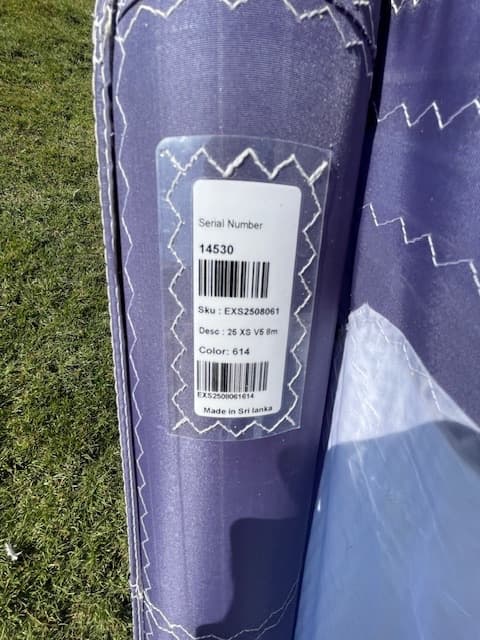 Serial Number
14530
Sku : EXS2508061
Desc : 25 XS V5 8m
Color: 614
EXS2508061614
Made in Sri lanka